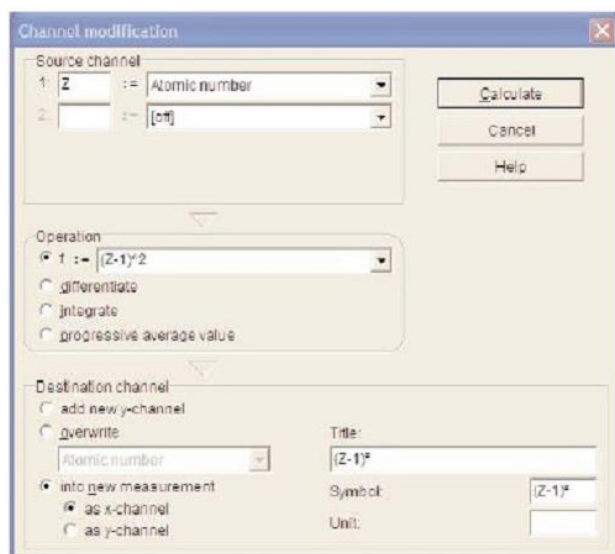 Channel modification
Source channel
1: Z := Atomic number
2: := [off]
Calculate
Cancel
Help
Operation
f := (Z-1)^2
differentiate
integrate
progressive average value
Destination channel
add new y-channel
overwrite
Atomic number
into new measurement
as x-channel
as y-channel
Title:
(Z-1)²
Symbol: (Z-1)²
Unit: